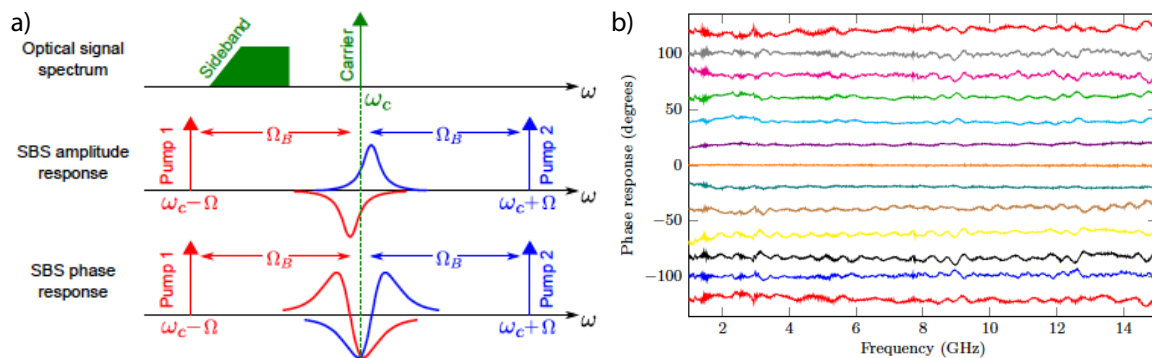 a)
Optical signal
spectrum
Sideband
Carrier
ω
ω_c
SBS amplitude
response
Pump 1
Ω_B
Ω_B
Pump 2
ω_c−Ω
ω_c+Ω
ω
SBS phase
response
Pump 1
Ω_B
Ω_B
Pump 2
ω_c−Ω
ω_c+Ω
ω
b)
Phase response (degrees)
100
50
0
−50
−100
2 4 6 8 10 12 14
Frequency (GHz)